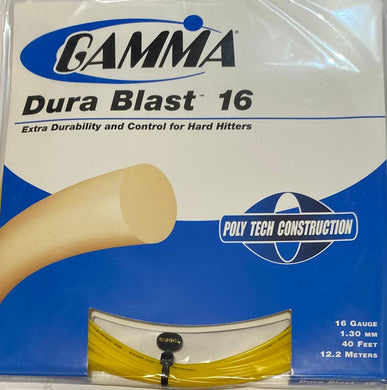 GAMMA
Dura Blast™ 16
Extra Durability and Control for Hard Hitters
POLY TECH CONSTRUCTION
16 GAUGE
1.30 MM
40 FEET
12.2 METERS